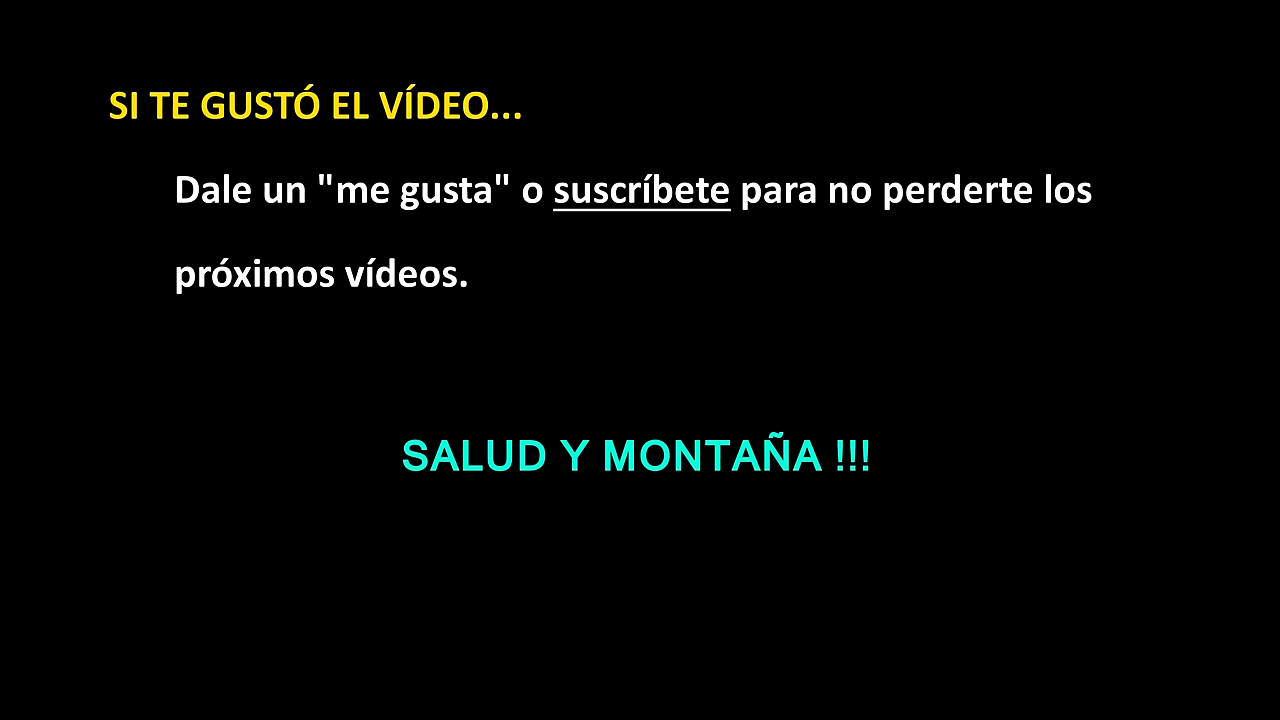 SI TE GUSTÓ EL VÍDEO...
Dale un "me gusta" o suscríbete para no perderte los
próximos vídeos.
SALUD Y MONTAÑA !!!